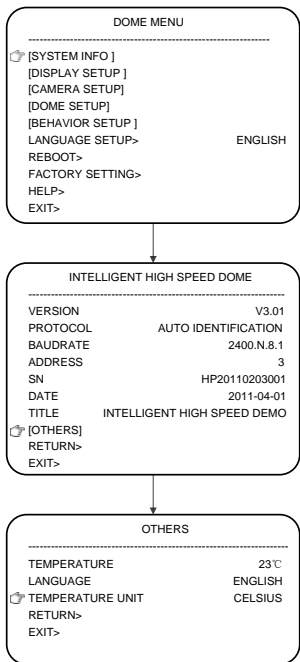 DOME MENU
[SYSTEM INFO ]
[DISPLAY SETUP ]
[CAMERA SETUP]
[DOME SETUP]
[BEHAVIOR SETUP ]
LANGUAGE SETUP> ENGLISH
REBOOT>
FACTORY SETTING>
HELP>
EXIT>
INTELLIGENT HIGH SPEED DOME
VERSION V3.01
PROTOCOL AUTO IDENTIFICATION
BAUDRATE 2400.N.8.1
ADDRESS 3
SN HP20110203001
DATE 2011-04-01
TITLE INTELLIGENT HIGH SPEED DEMO
[OTHERS]
RETURN>
EXIT>
OTHERS
TEMPERATURE 23℃
LANGUAGE ENGLISH
TEMPERATURE UNIT CELSIUS
RETURN>
EXIT>